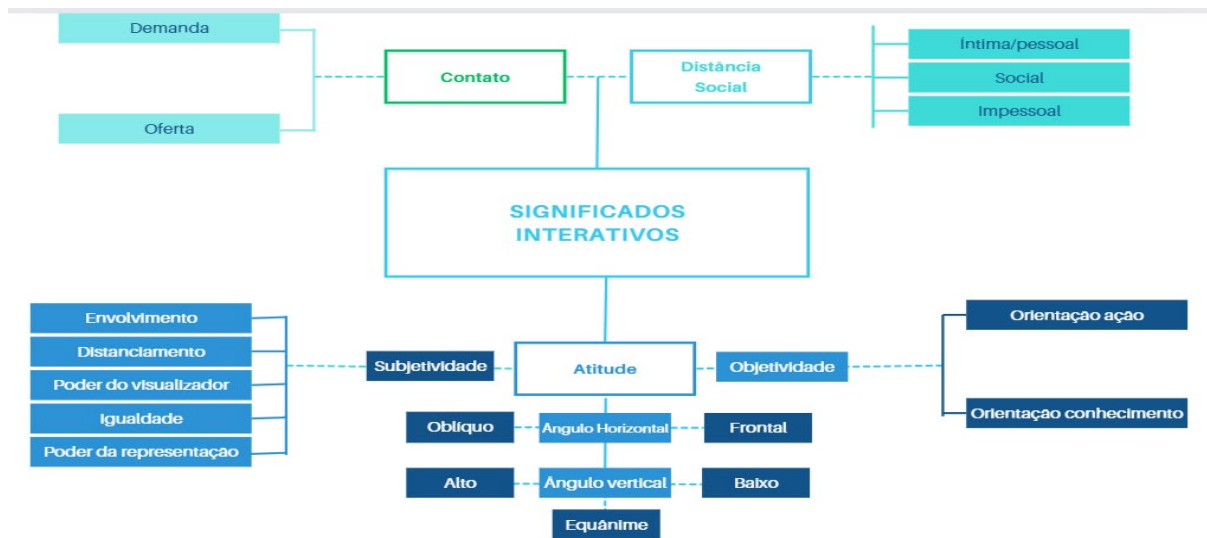 Demanda
Oferta
Contato
Distância
Social
Íntima/pessoal
Social
Impessoal
SIGNIFICADOS
INTERATIVOS
Envolvimento
Distanciamento
Poder do visualizador
Igualdade
Poder da representação
Subjetividade
Atitude
Objetividade
Orientação ação
Orientação conhecimento
Oblíquo
Ângulo Horizontal
Frontal
Alto
Ângulo vertical
Baixo
Equânime